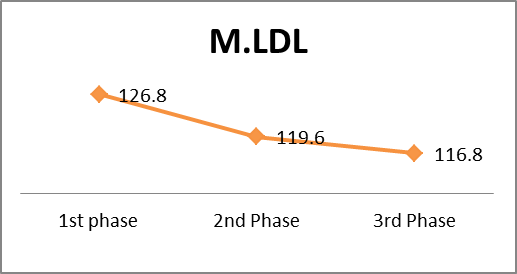 M.LDL
126.8
119.6
116.8
1st phase
2nd Phase
3rd Phase